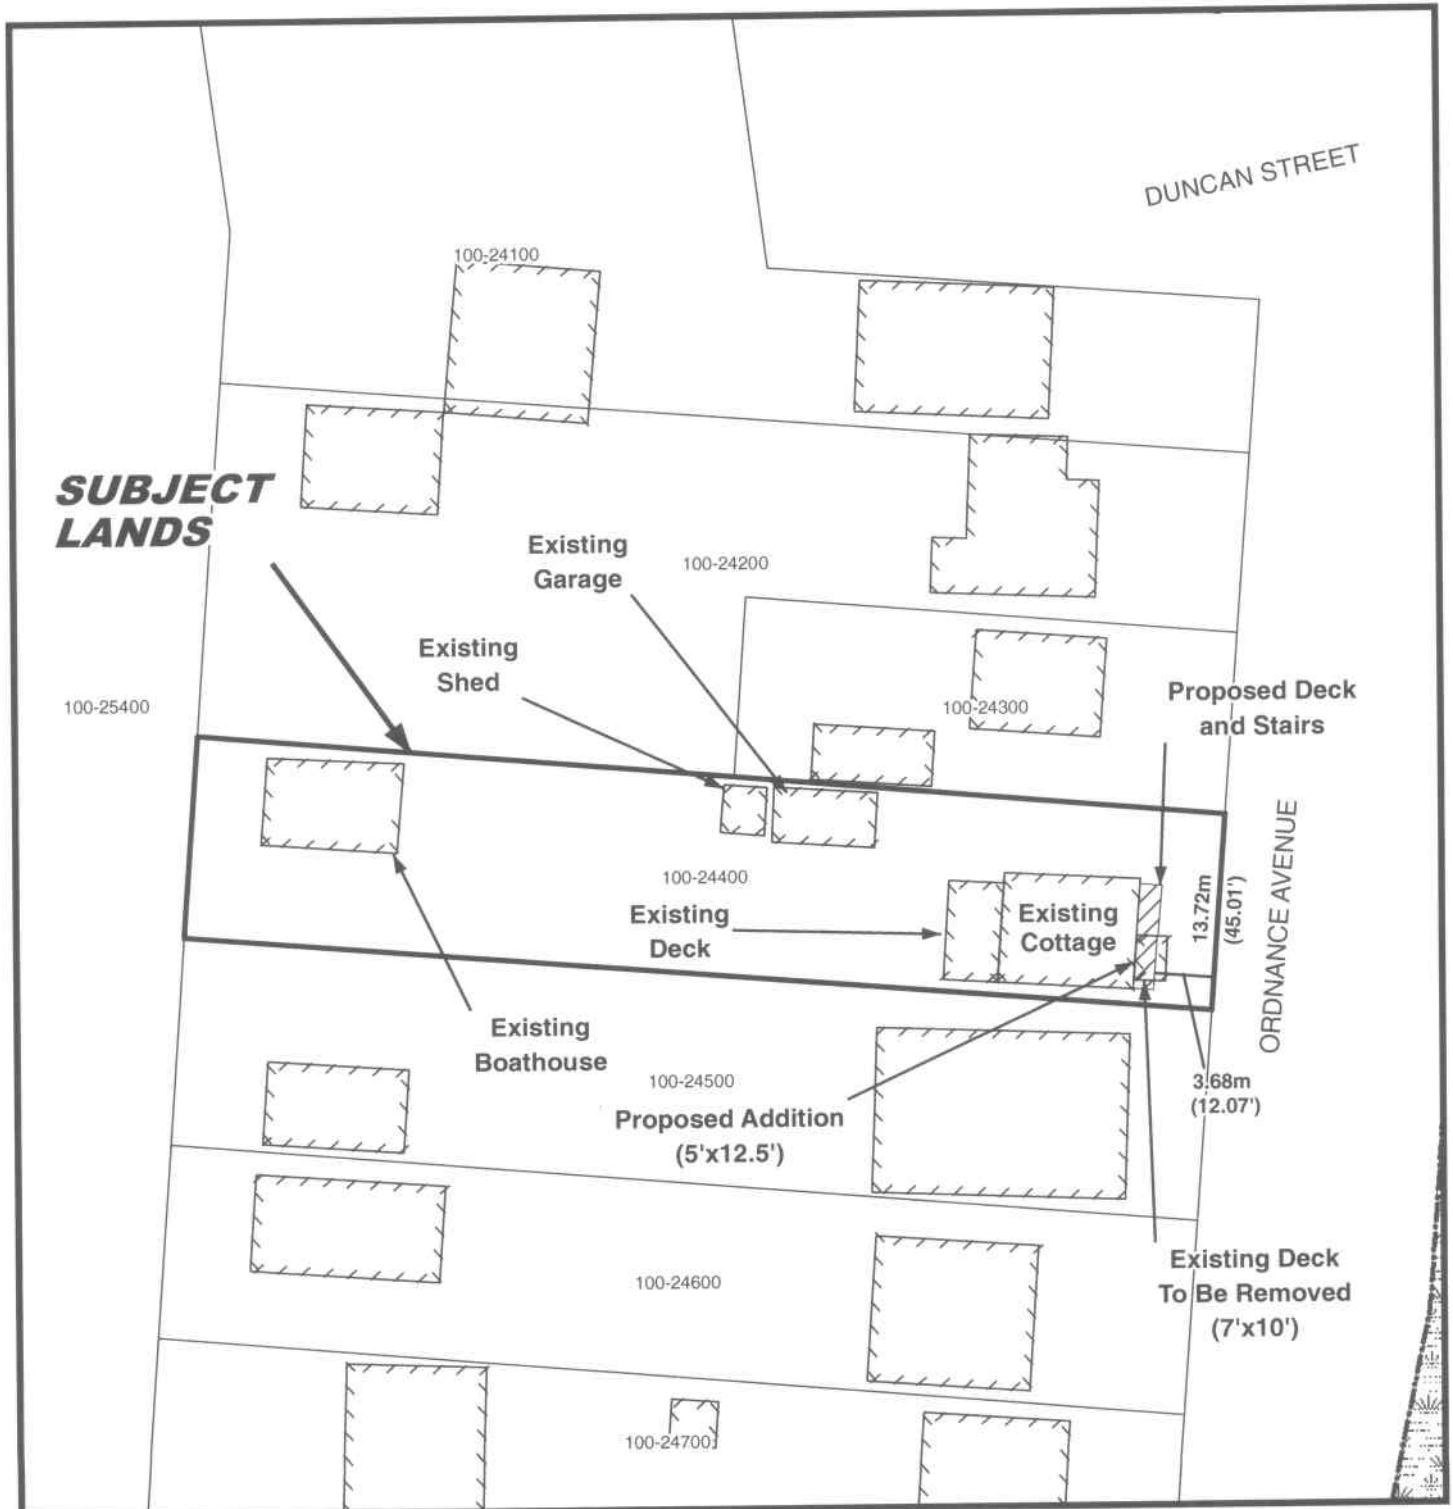 DUNCAN STREET
100-24100
SUBJECT
LANDS
Existing
Garage
100-24200
Existing
Shed
100-25400
100-24300
Proposed Deck
and Stairs
100-24400
Existing
Deck
Existing
Cottage
13.72m
(45.01')
ORDNANCE AVENUE
Existing
Boathouse
100-24500
3.68m
(12.07')
Proposed Addition
(5'x12.5')
Existing Deck
To Be Removed
(7'x10')
100-24600
100-24700